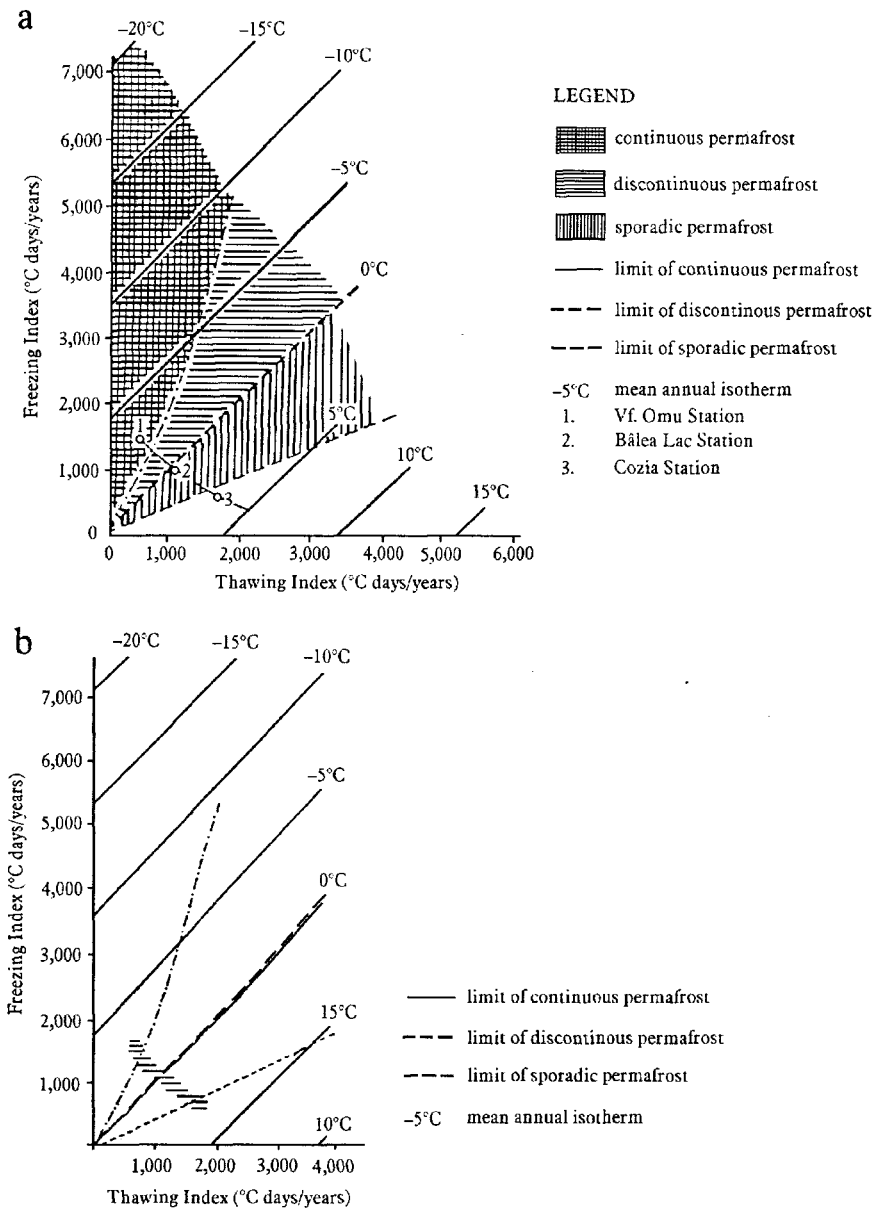 a
−20°C
−15°C
−10°C
−5°C
0°C
5°C
10°C
15°C
7,000
6,000
5,000
4,000
3,000
2,000
1,000
0
Freezing Index (°C days/years)
1
2
3
0 1,000 2,000 3,000 4,000 5,000 6,000
Thawing Index (°C days/years)
LEGEND
continuous permafrost
discontinuous permafrost
sporadic permafrost
limit of continuous permafrost
limit of discontinous permafrost
limit of sporadic permafrost
−5°C mean annual isotherm
1. Vf. Omu Station
2. Bâlea Lac Station
3. Cozia Station
b
−20°C
−15°C
−10°C
−5°C
0°C
15°C
10°C
7,000
6,000
5,000
4,000
3,000
2,000
1,000
0
Freezing Index (°C days/years)
1,000 2,000 3,000 4,000
Thawing Index (°C days/years)
limit of continuous permafrost
limit of discontinous permafrost
limit of sporadic permafrost
−5°C mean annual isotherm